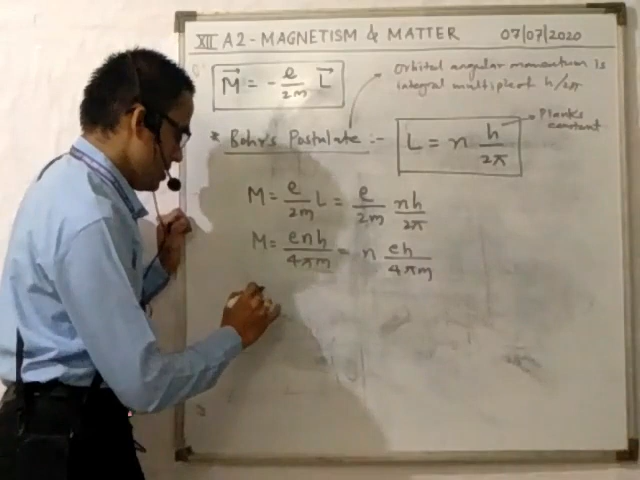 XII A2 - MAGNETISM & MATTER 07/07/2020
M⃗ = - e/2m L⃗
Orbital angular momentum is
integral multiple of h/2π
* Bohr's Postulate :-
L = n h/2π
Plank's
constant
M = e/2m L = e/2m nh/2π
M = enh/4πm = n eh/4πm